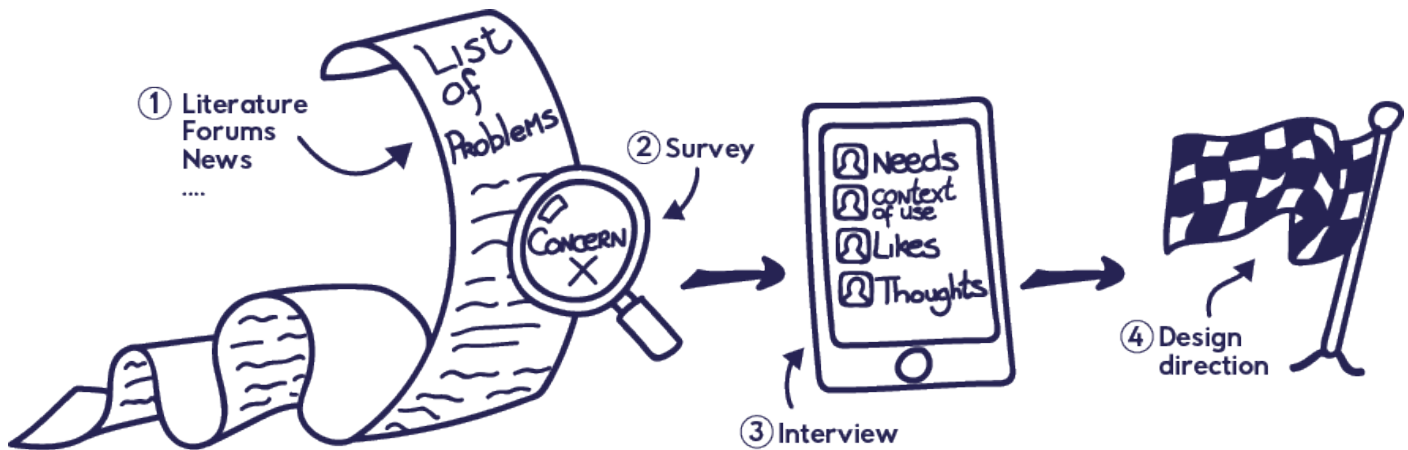 1 Literature
Forums
News
....
List
of
Problems
2 Survey
CONCERN
X
Needs
context
of use
Likes
Thoughts
3 Interview
4 Design
direction